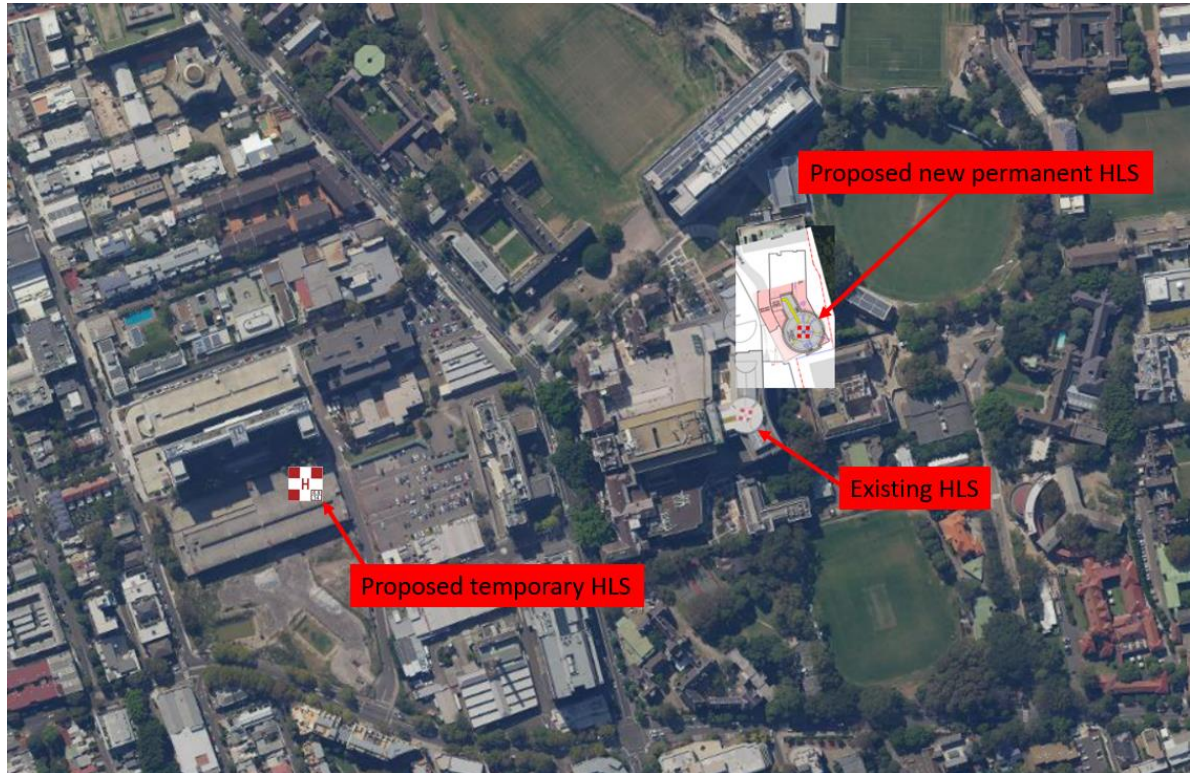 Proposed new permanent HLS
Existing HLS
H
Proposed temporary HLS